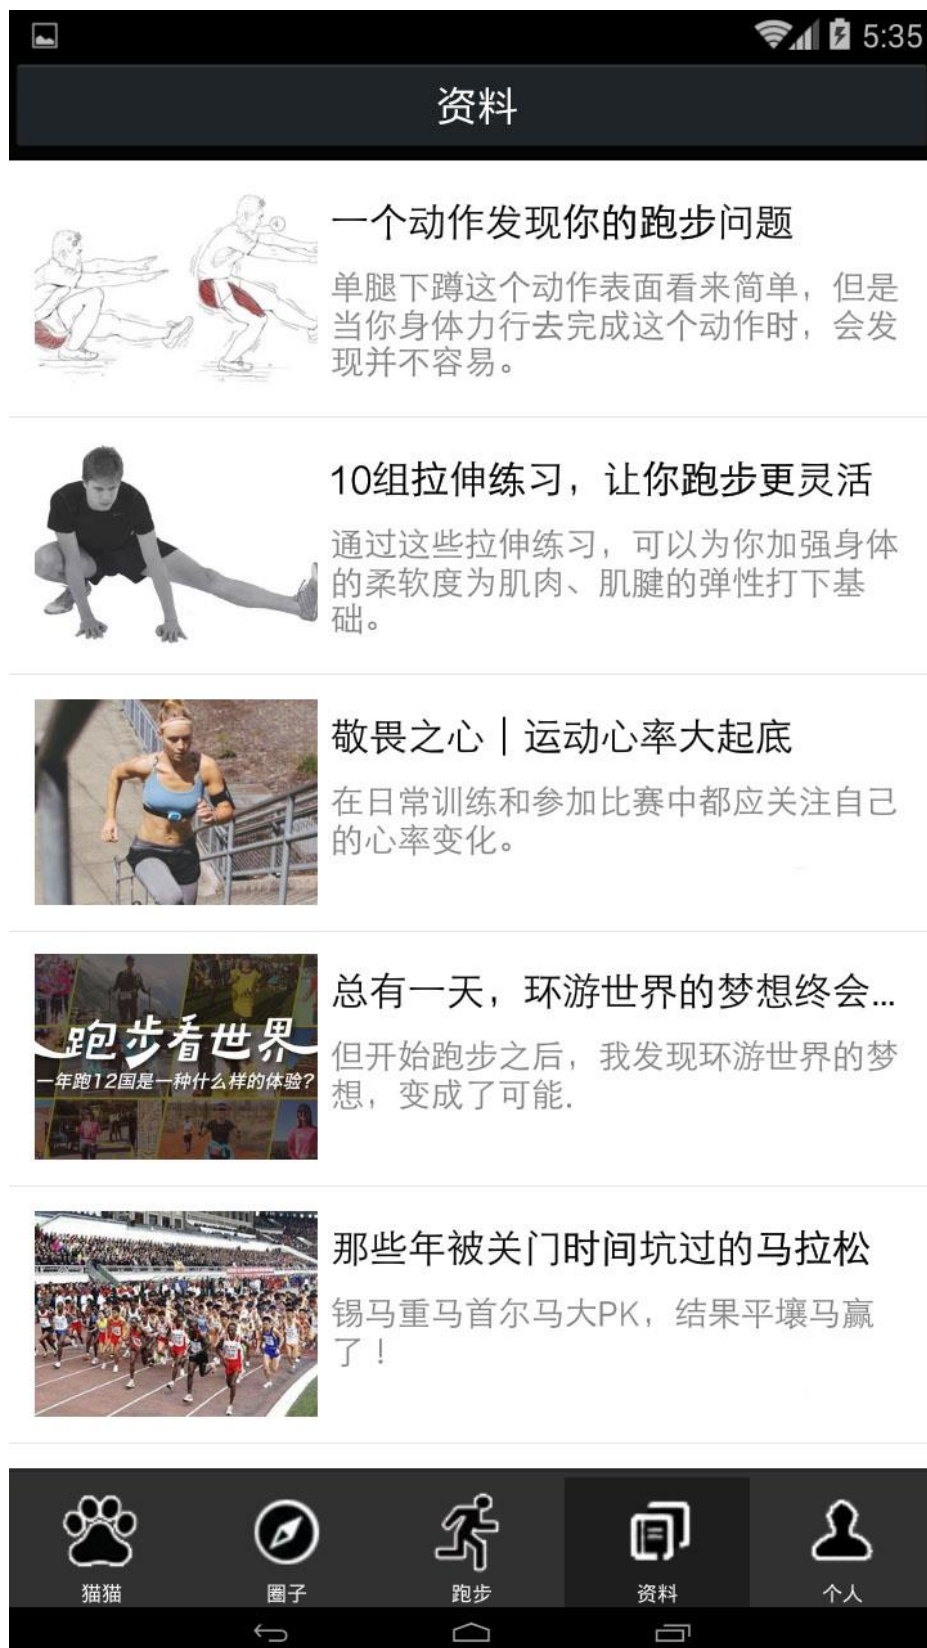 5:35
资料
一个动作发现你的跑步问题
单腿下蹲这个动作表面看来简单，但是
当你身体力行去完成这个动作时，会发
现并不容易。
10组拉伸练习，让你跑步更灵活
通过这些拉伸练习，可以为你加强身体
的柔软度为肌肉、肌腱的弹性打下基
础。
敬畏之心｜运动心率大起底
在日常训练和参加比赛中都应关注自己
的心率变化。
跑步看世界
一年跑12国是一种什么样的体验？
总有一天，环游世界的梦想终会...
但开始跑步之后，我发现环游世界的梦
想，变成了可能.
那些年被关门时间坑过的马拉松
锡马重马首尔马大PK，结果平壤马赢
了！
猫猫
圈子
跑步
资料
个人